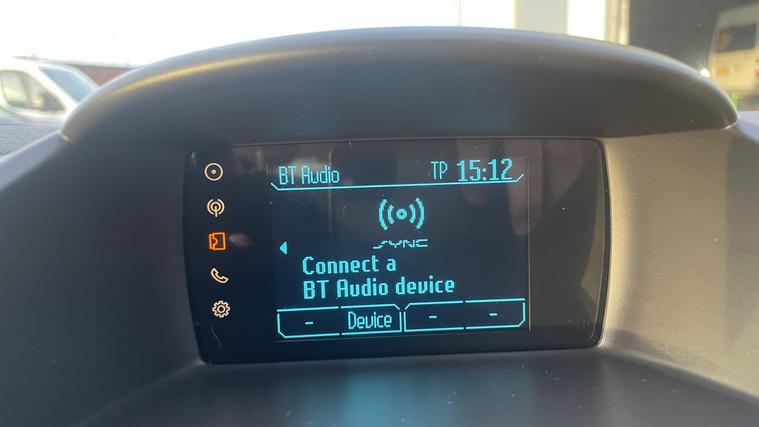 BT Audio TP 15:12
SYNC
Connect a
BT Audio device
- Device - -